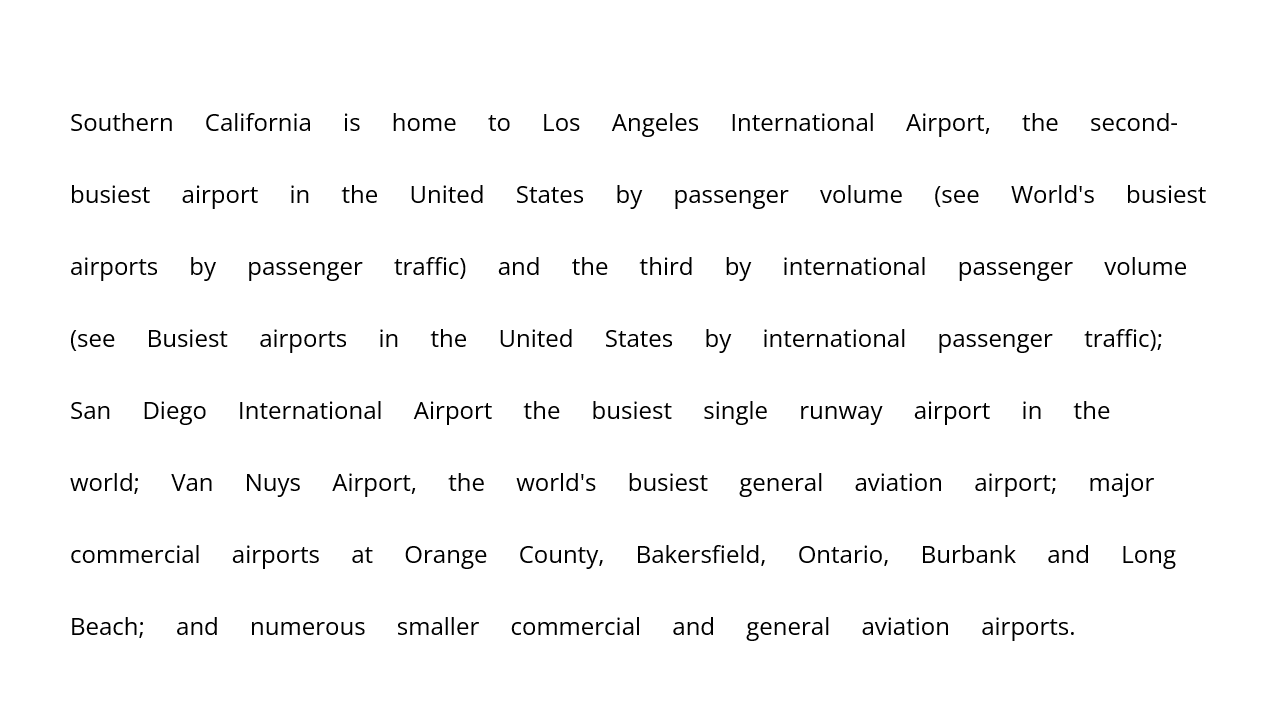 Southern California is home to Los Angeles International Airport, the second-
busiest airport in the United States by passenger volume (see World's busiest
airports by passenger traffic) and the third by international passenger volume
(see Busiest airports in the United States by international passenger traffic);
San Diego International Airport the busiest single runway airport in the
world; Van Nuys Airport, the world's busiest general aviation airport; major
commercial airports at Orange County, Bakersfield, Ontario, Burbank and Long
Beach; and numerous smaller commercial and general aviation airports.